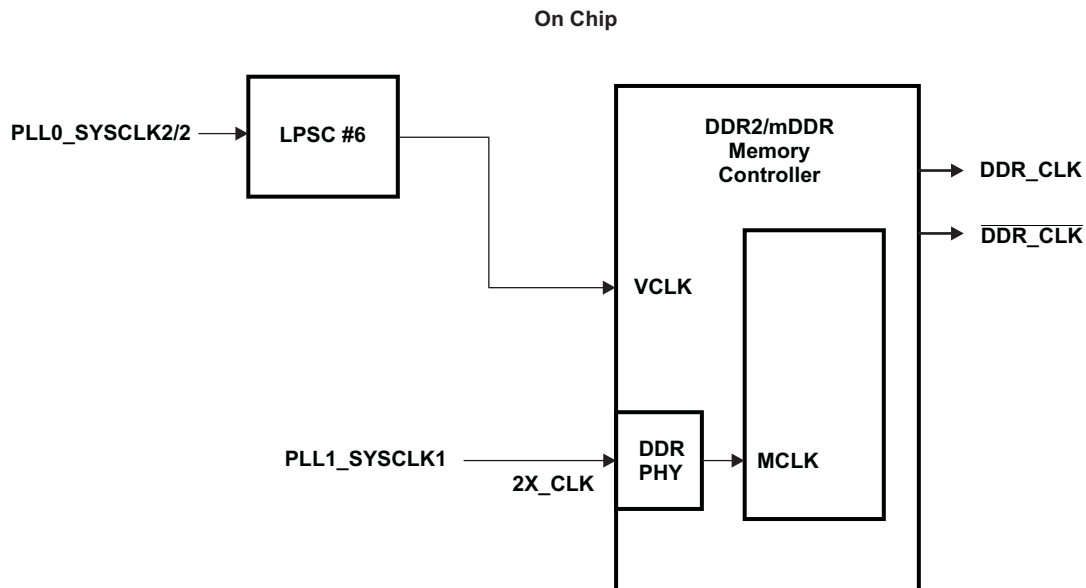 On Chip
PLL0_SYSCLK2/2
LPSC #6
DDR2/mDDR
Memory
Controller
DDR_CLK
DDR_CLK
VCLK
PLL1_SYSCLK1
2X_CLK
DDR
PHY
MCLK